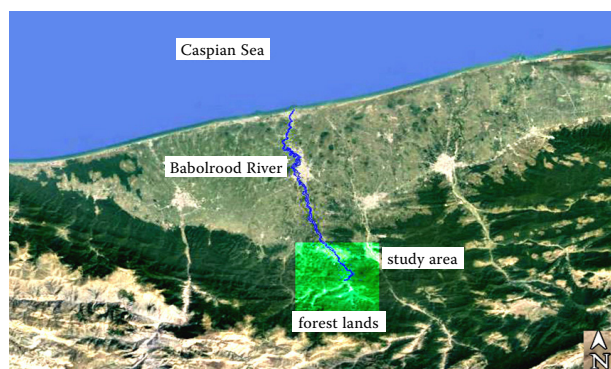 Caspian Sea
Babolrood River
study area
forest lands
N